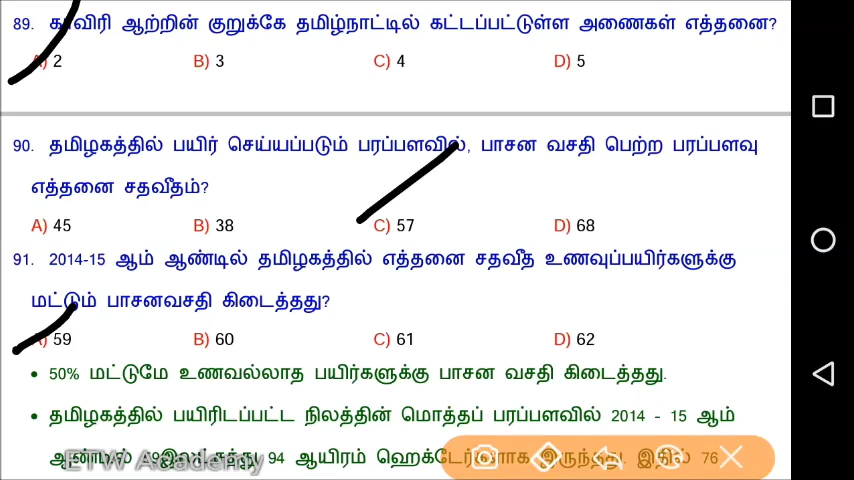 89. காவிரி ஆற்றின் குறுக்கே தமிழ்நாட்டில் கட்டப்பட்டுள்ள அணைகள் எத்தனை?
A) 2 B) 3 C) 4 D) 5
90. தமிழகத்தில் பயிர் செய்யப்படும் பரப்பளவில், பாசன வசதி பெற்ற பரப்பளவு
எத்தனை சதவீதம்?
A) 45 B) 38 C) 57 D) 68
91. 2014-15 ஆம் ஆண்டில் தமிழகத்தில் எத்தனை சதவீத உணவுப்பயிர்களுக்கு
மட்டும் பாசனவசதி கிடைத்தது?
A) 59 B) 60 C) 61 D) 62
• 50% மட்டுமே உணவல்லாத பயிர்களுக்கு பாசன வசதி கிடைத்தது.
• தமிழகத்தில் பயிரிடப்பட்ட நிலத்தின் மொத்தப் பரப்பளவில் 2014 - 15 ஆம்
94 ஆயிரம் ஹெக்டேர்களாக இருந்தது. இதில் 76
ETW Academy